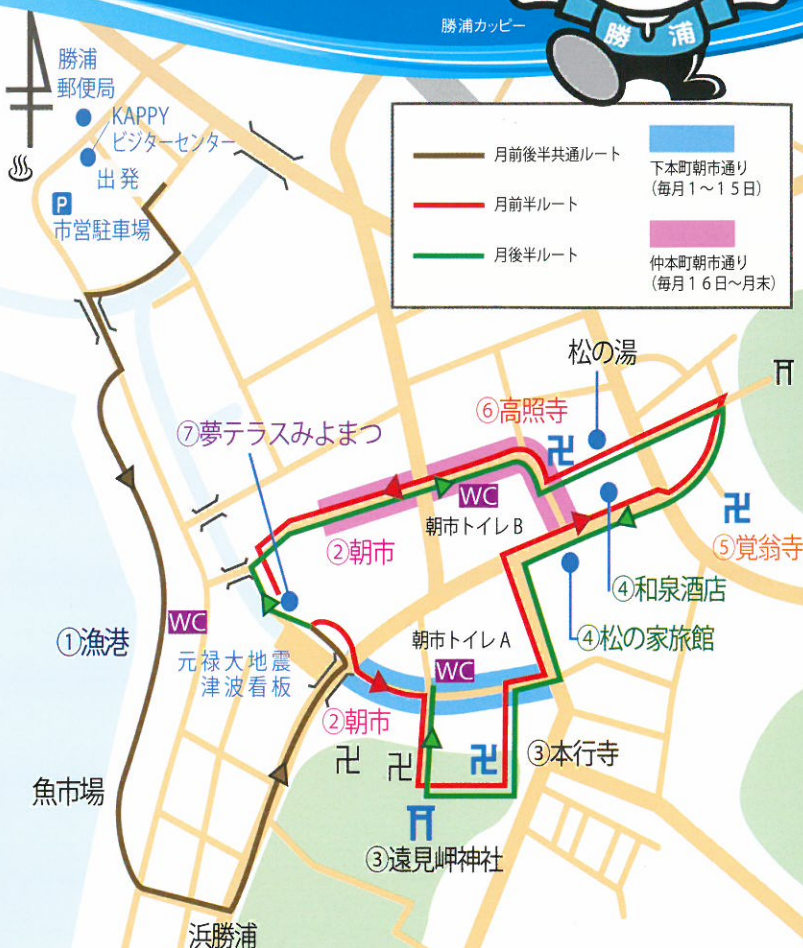 勝浦カッピー
勝浦
勝浦
郵便局
KAPPY
ビジターセンター
出発
P
市営駐車場
月前後半共通ルート
月前半ルート
月後半ルート
下本町朝市通り
(毎月1〜15日)
仲本町朝市通り
(毎月16日〜月末)
松の湯
⑥高照寺
⑦夢テラスみよまつ
WC
朝市トイレB
②朝市
⑤覚翁寺
④和泉酒店
④松の家旅館
WC
①漁港
元禄大地震
津波看板
朝市トイレA
WC
②朝市
③本行寺
魚市場
③遠見岬神社
浜勝浦